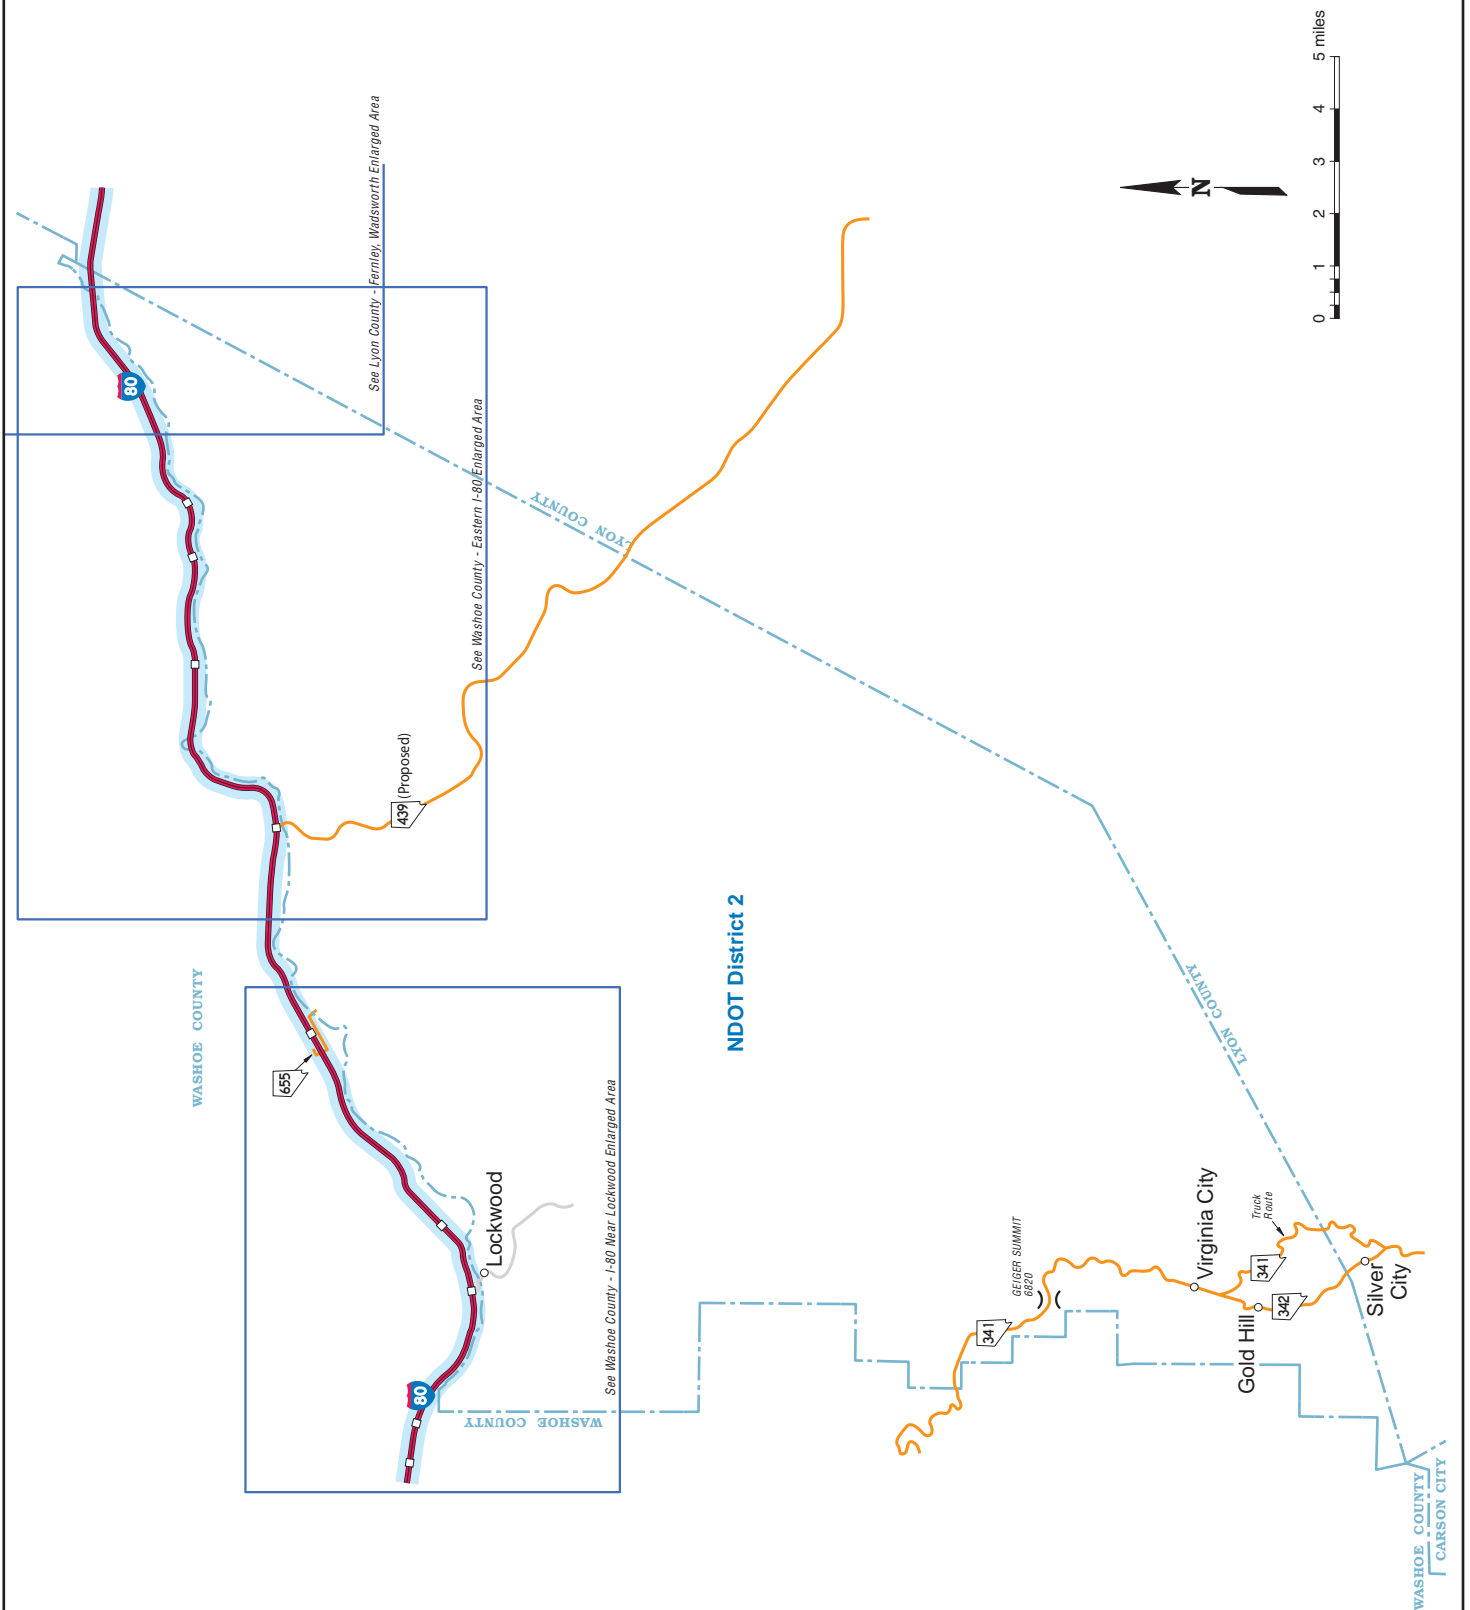 80
See Lyon County - Fernley, Wadsworth Enlarged Area
See Washoe County - Eastern I-80 Enlarged Area
LYON COUNTY
439 (Proposed)
WASHOE COUNTY
655
Lockwood
See Washoe County - I-80 Near Lockwood Enlarged Area
80
WASHOE COUNTY
NDOT District 2
N
0 1 2 3 4 5 miles
LYON COUNTY
GEIGER SUMMIT
6820
341
Virginia City
Truck
Route
341
Gold Hill
342
Silver
City
WASHOE COUNTY
CARSON CITY